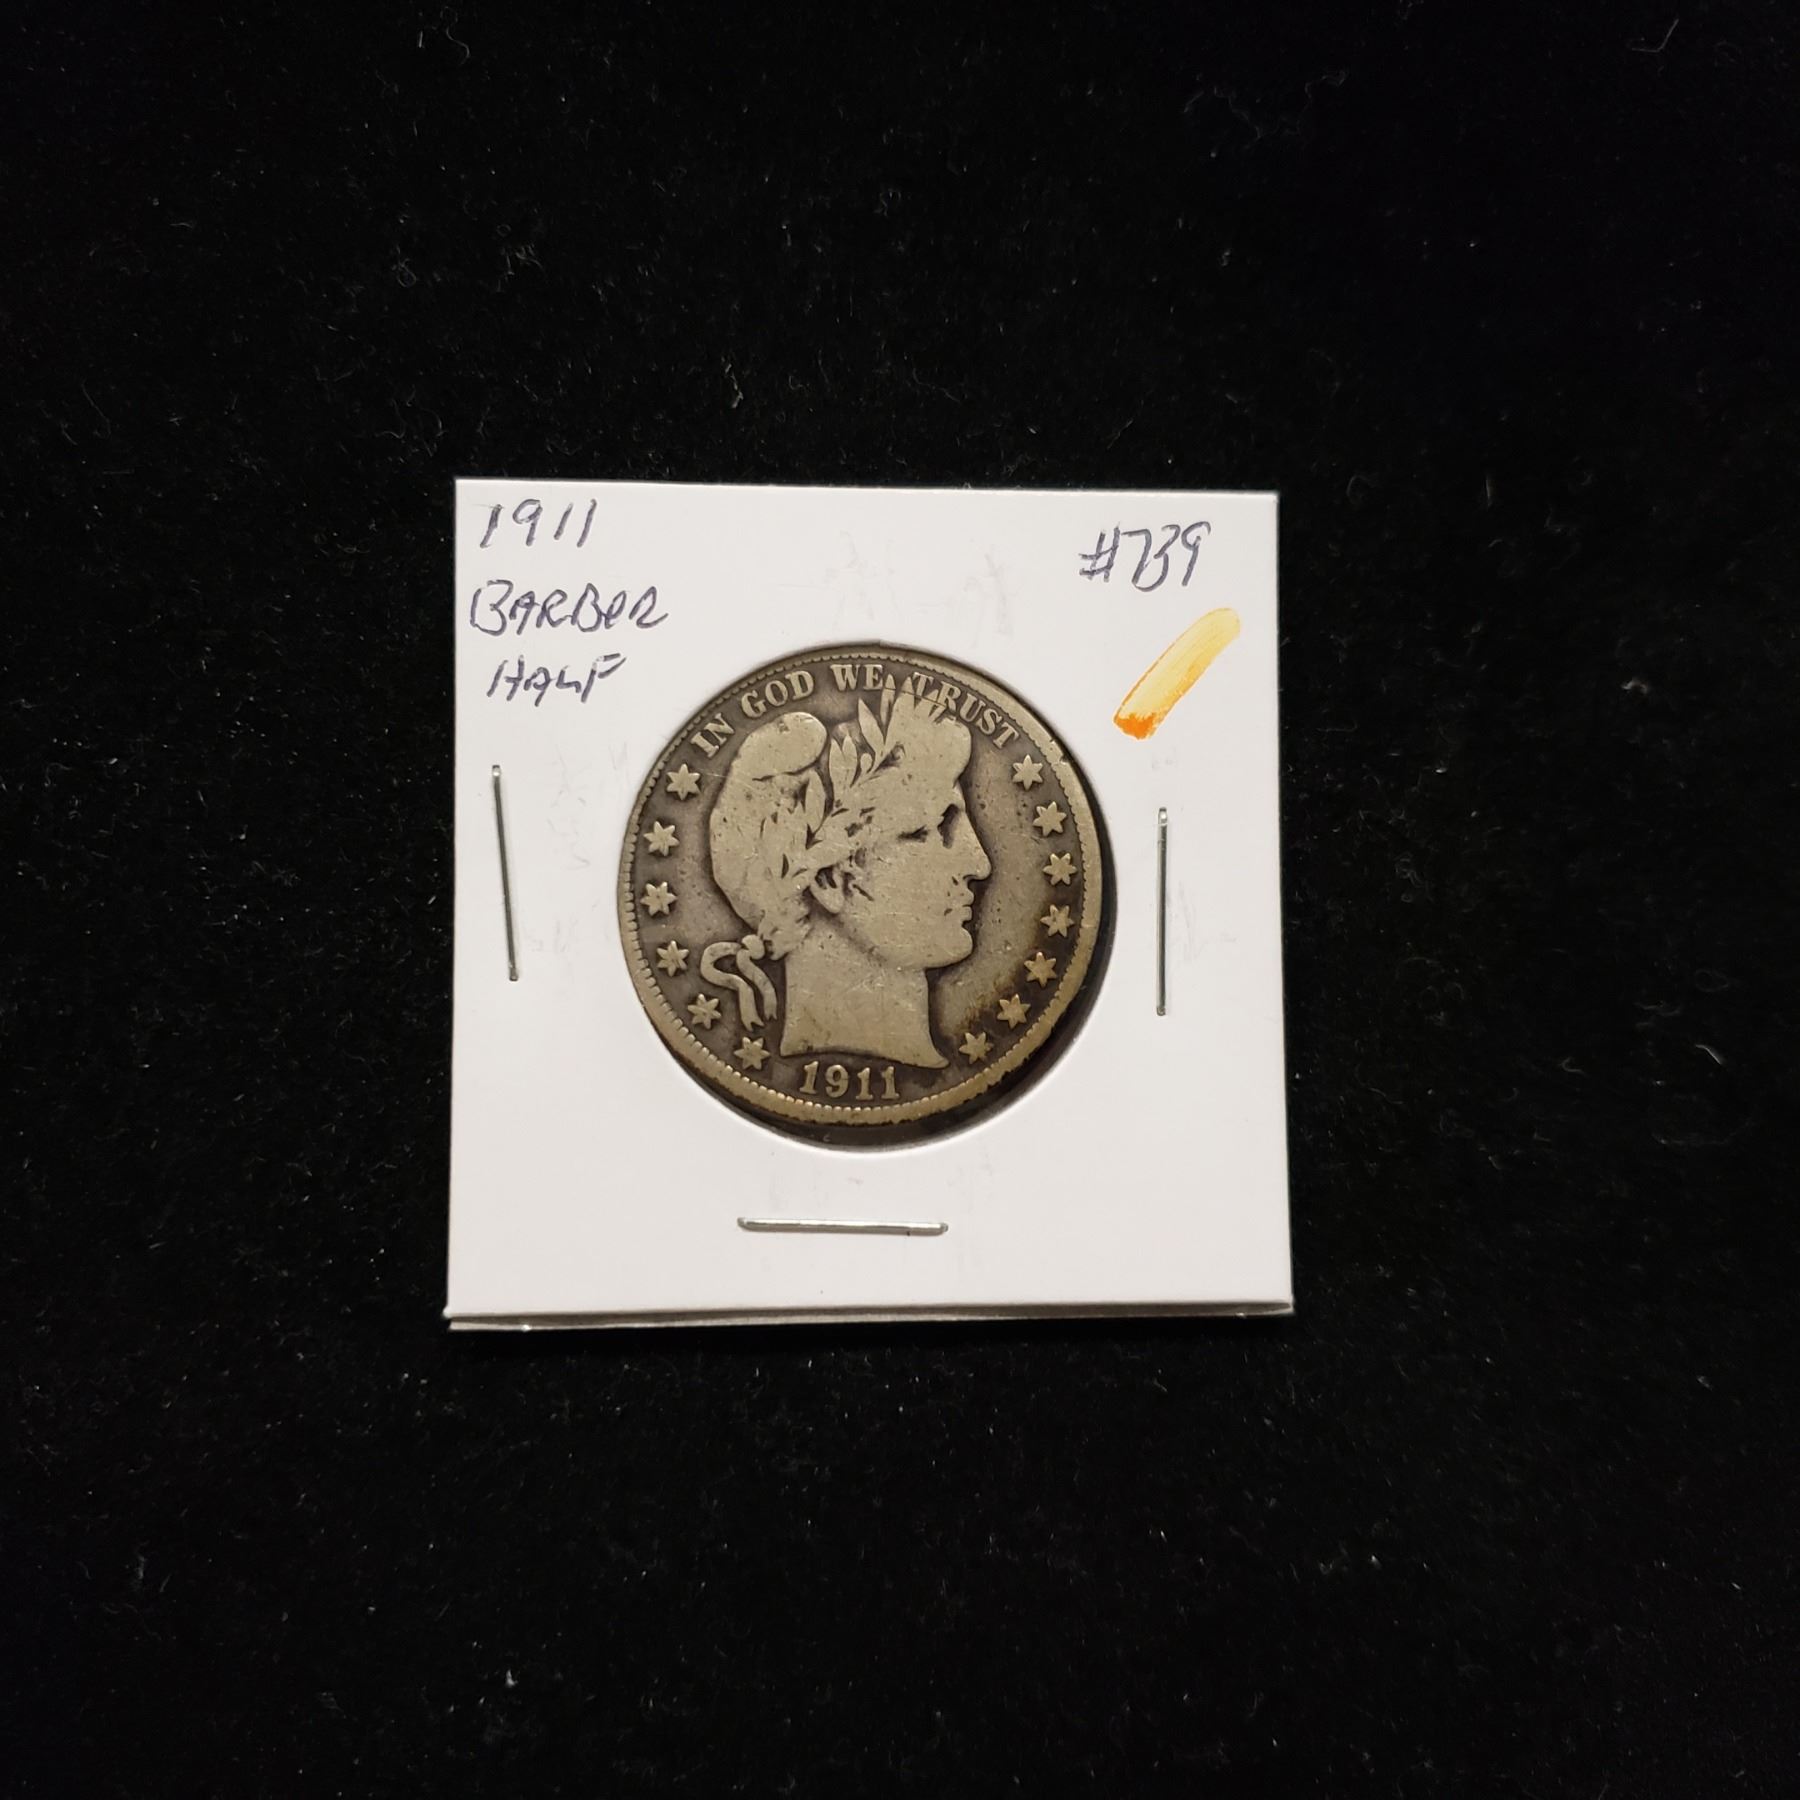 1911
BARBER
HALF
#739
IN GOD WE TRUST
1911